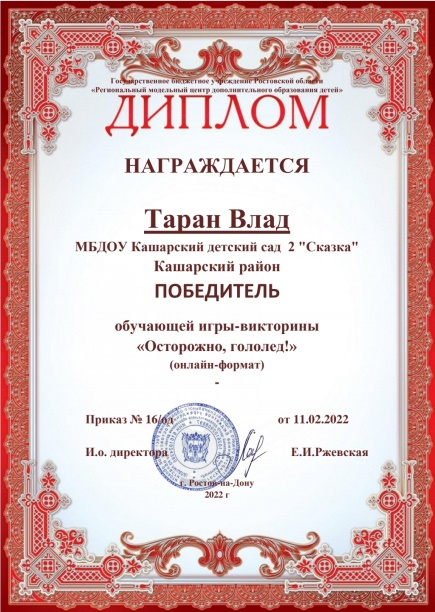 Государственное бюджетное учреждение Ростовской области
«Региональный модельный центр дополнительного образования детей»
ДИПЛОМ
НАГРАЖДАЕТСЯ
Таран Влад
МБДОУ Кашарский детский сад 2 "Сказка"
Кашарский район
ПОБЕДИТЕЛЬ
обучающей игры-викторины
«Осторожно, гололед!»
(онлайн-формат)
-
Приказ № 16/од от 11.02.2022
И.о. директора Е.И.Ржевская
г. Ростов-на-Дону
2022 г